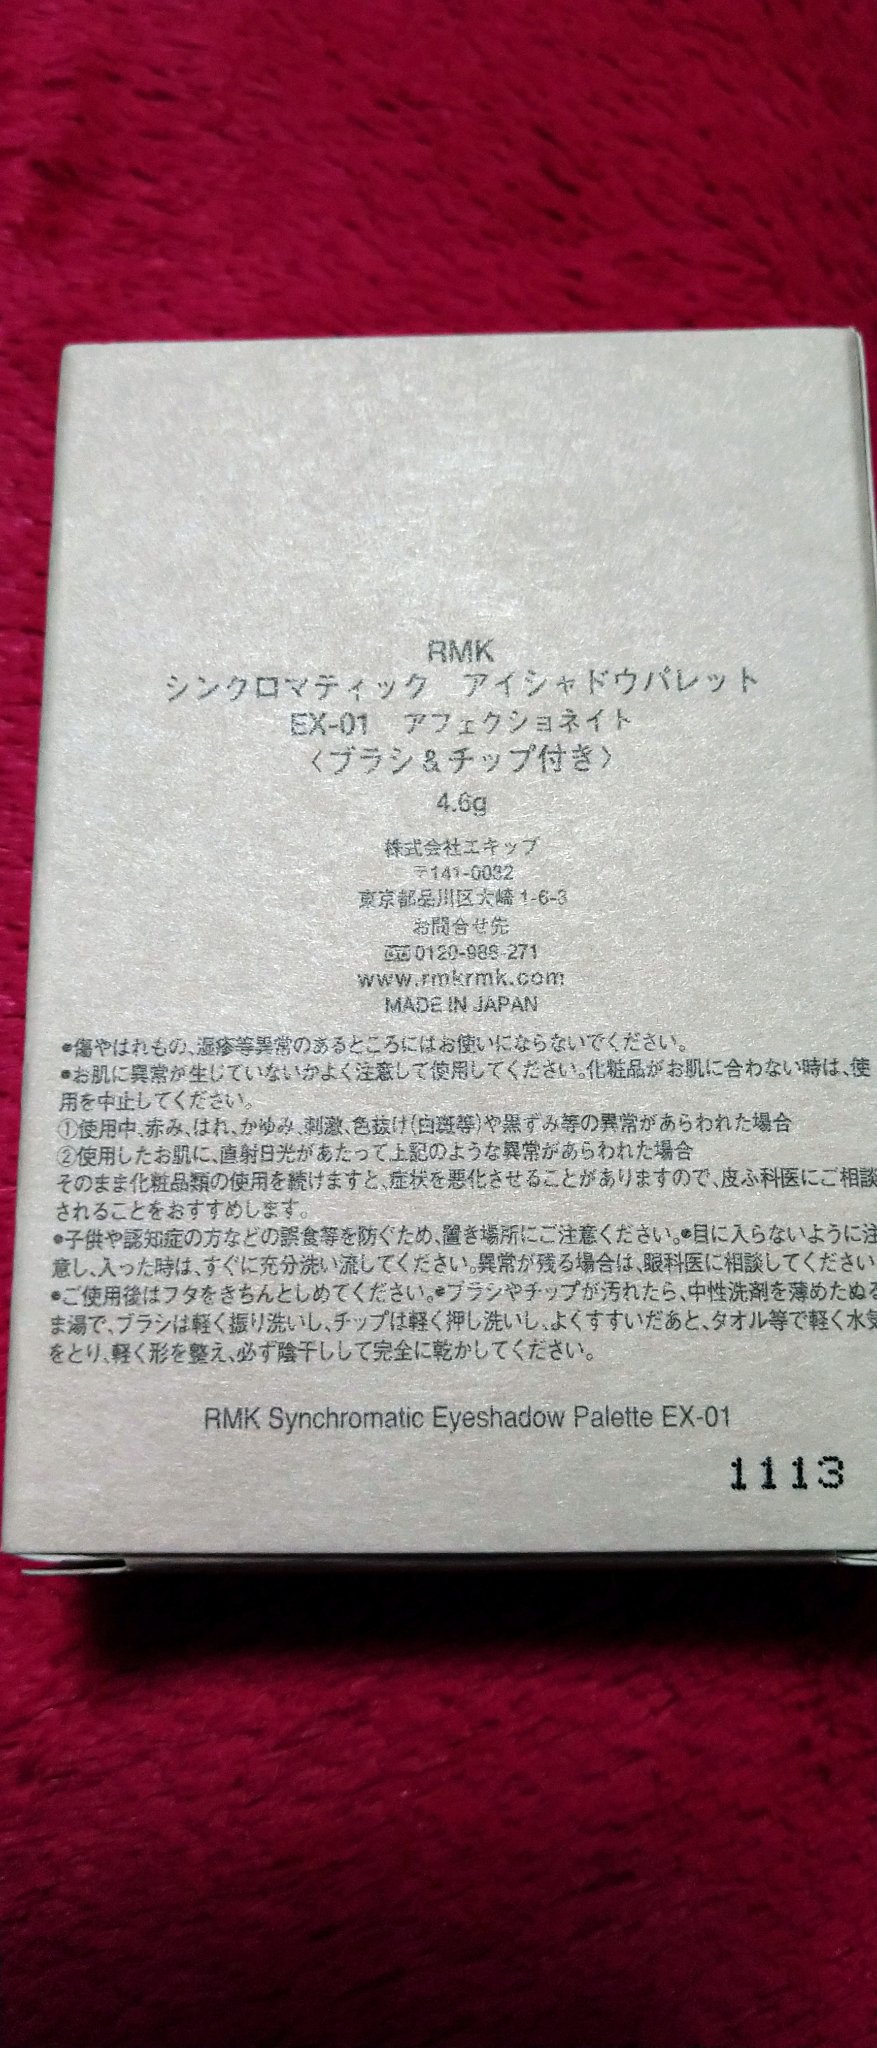 RMK
シンクロマティック　アイシャドウパレット
EX-01　アフェクショネイト
〈ブラシ＆チップ付き〉
4.6g
株式会社エキップ
〒141-0032
東京都品川区大崎1-6-3
お問合せ先
0120-988-271
www.rmkrmk.com
MADE IN JAPAN
●傷やはれもの、湿疹等異常のあるところにはお使いにならないでください。
●お肌に異常が生じていないかよく注意して使用してください。化粧品がお肌に合わない時は、使
用を中止してください。
①使用中、赤み、はれ、かゆみ、刺激、色抜け（白斑等）や黒ずみ等の異常があらわれた場合
②使用したお肌に、直射日光があたって上記のような異常があらわれた場合
そのまま化粧品類の使用を続けますと、症状を悪化させることがありますので、皮ふ科医にご相談
されることをおすすめします。
●子供や認知症の方などの誤食等を防ぐため、置き場所にご注意ください。●目に入らないように注
意し、入った時は、すぐに充分洗い流してください。異常が残る場合は、眼科医に相談してください
●ご使用後はフタをきちんとしめてください。●ブラシやチップが汚れたら、中性洗剤を薄めたぬる
ま湯で、ブラシは軽く振り洗いし、チップは軽く押し洗いし、よくすすいだあと、タオル等で軽く水気
をとり、軽く形を整え、必ず陰干しして完全に乾かしてください。
RMK Synchromatic Eyeshadow Palette EX-01
1113